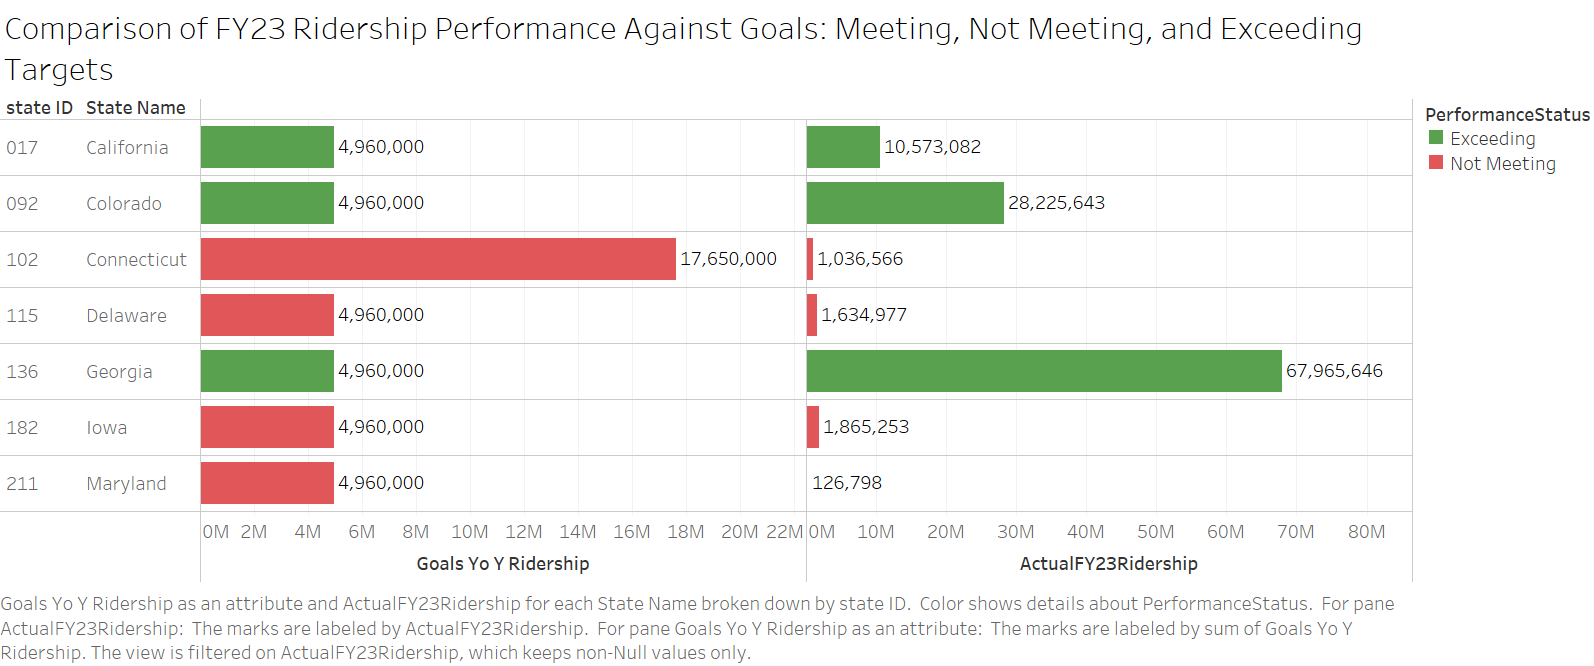 Comparison of FY23 Ridership Performance Against Goals: Meeting, Not Meeting, and Exceeding
Targets
state ID State Name
PerformanceStatus
Exceeding
Not Meeting
017 California 4,960,000 10,573,082
092 Colorado 4,960,000 28,225,643
102 Connecticut 17,650,000 1,036,566
115 Delaware 4,960,000 1,634,977
136 Georgia 4,960,000 67,965,646
182 Iowa 4,960,000 1,865,253
211 Maryland 4,960,000 126,798
0M 2M 4M 6M 8M 10M 12M 14M 16M 18M 20M 22M 0M 10M 20M 30M 40M 50M 60M 70M 80M
Goals Yo Y Ridership ActualFY23Ridership
Goals Yo Y Ridership as an attribute and ActualFY23Ridership for each State Name broken down by state ID. Color shows details about PerformanceStatus. For pane
ActualFY23Ridership: The marks are labeled by ActualFY23Ridership. For pane Goals Yo Y Ridership as an attribute: The marks are labeled by sum of Goals Yo Y
Ridership. The view is filtered on ActualFY23Ridership, which keeps non-Null values only.